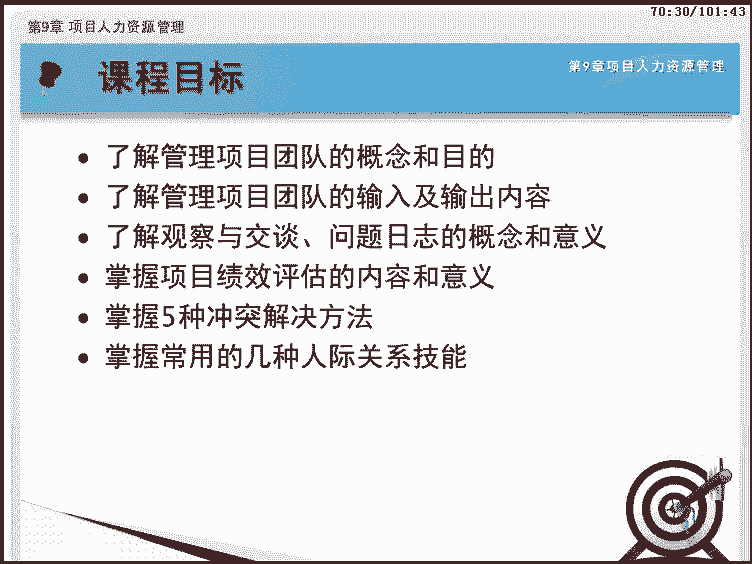 70:30/101:43
第9章 项目人力资源管理
课程目标
第9章项目人力资源管理
• 了解管理项目团队的概念和目的
• 了解管理项目团队的输入及输出内容
• 了解观察与交谈、问题日志的概念和意义
• 掌握项目绩效评估的内容和意义
• 掌握5种冲突解决方法
• 掌握常用的几种人际关系技能